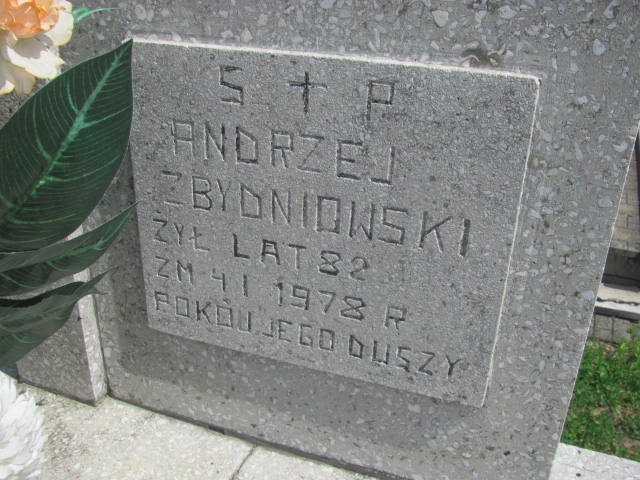 S † P
ANDRZEJ
ZBYDNIOWSKI
ŻYŁ LAT 82
ZM 4 I 1978 R
POKÓJ JEGO DUSZY